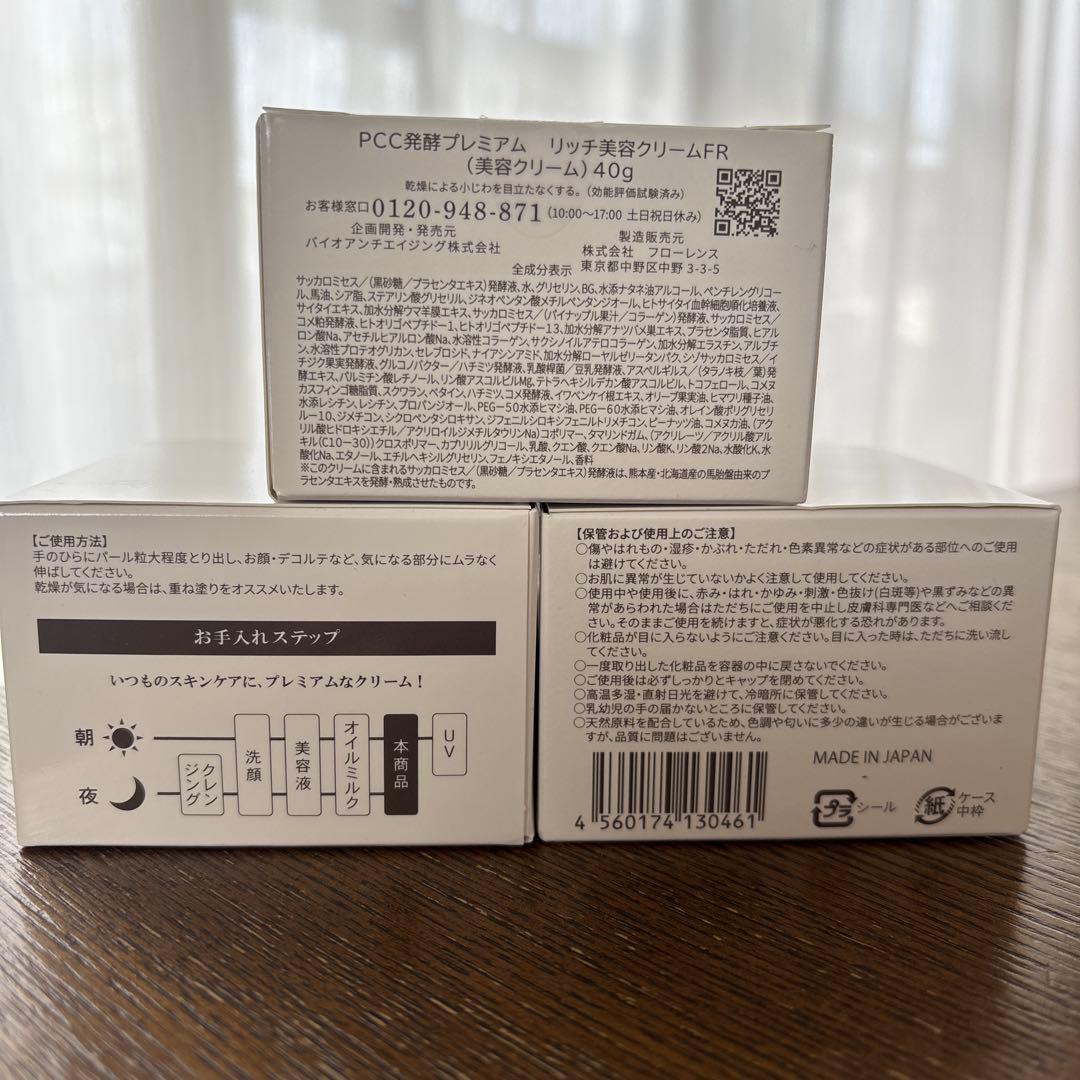 PCC発酵プレミアム リッチ美容クリームFR
(美容クリーム)40g
乾燥による小じわを目立たなくする。(効能評価試験済み)
お客様窓口0120-948-871(10:00～17:00 土日祝日休み)
企画開発・発売元
バイオアンチエイジング株式会社
製造販売元
株式会社 フローレンス
東京都中野区中野 3-3-5
全成分表示
サッカロミセス/(黒砂糖/プラセンタエキス)発酵液、水、グリセリン、BG、水添ナタネ油アルコール、ペンチレングリコー
ル、馬油、シア脂、ステアリン酸グリセリル、ジネオペンタン酸メチルペンタンジオール、ヒトサイタイ血幹細胞順化培養液、
サイタイエキス、加水分解ウマ羊膜エキス、サッカロミセス/(パイナップル果汁/コラーゲン)発酵液、サッカロミセス/
コメ粕発酵液、ヒトオリゴペプチド-1、ヒトオリゴペプチド-13、加水分解アナツバメ巣エキス、プラセンタ脂質、ヒアル
ロン酸Na、アセチルヒアルロン酸Na、水溶性コラーゲン、サクシノイルアテロコラーゲン、加水分解エラスチン、アルブチ
ン、水溶性プロテオグリカン、セレブロシド、ナイアシンアミド、加水分解ローヤルゼリータンパク、シゾサッカロミセス/イ
チジク果実発酵液、グルコノバクター/ハチミツ発酵液、乳酸桿菌/豆乳発酵液、アスペルギルス/(タラノキ枝/葉)発
酵エキス、パルミチン酸レチノール、リン酸アスコルビルMg、テトラヘキシルデカン酸アスコルビル、トコフェロール、コメヌ
カスフィンゴ糖脂質、スクワラン、ベタイン、ハチミツ、コメ発酵液、イワベンケイ根エキス、オリーブ果実油、ヒマワリ種子油、
水添レシチン、レシチン、プロパンジオール、PEG-50水添ヒマシ油、PEG-60水添ヒマシ油、オレイン酸ポリグリセリ
ル-10、ジメチコン、シクロペンタシロキサン、ジフェニルシロキシフェニルトリメチコン、ピーナッツ油、コメヌカ油、(アク
リル酸ヒドロキシエチル/アクリロイルジメチルタウリンNa)コポリマー、タマリンドガム、(アクリレーツ/アクリル酸アル
キル(C10-30))クロスポリマー、カプリリルグリコール、乳酸、クエン酸、クエン酸Na、リン酸K、リン酸2Na、水酸化K、水
酸化Na、エタノール、エチルヘキシルグリセリン、フェノキシエタノール、香料
※このクリームに含まれるサッカロミセス/(黒砂糖/プラセンタエキス)発酵液は、熊本産・北海道産の馬胎盤由来のプ
ラセンタエキスを発酵・熟成させたものです。
【ご使用方法】
手のひらにパール粒大程度とり出し、お顔・デコルテなど、気になる部分にムラなく
伸ばしてください。
乾燥が気になる場合は、重ね塗りをオススメいたします。
お手入れステップ
いつものスキンケアに、プレミアムなクリーム!
朝
夜
クレンジング
洗顔
美容液
オイルミルク
本商品
UV
【保管および使用上のご注意】
○傷やはれもの・湿疹・かぶれ・ただれ・色素異常などの症状がある部位へのご使用
は避けてください。
○お肌に異常が生じていないかよく注意して使用してください。
○使用中や使用後に、赤み・はれ・かゆみ・刺激・色抜け(白斑等)や黒ずみなどの異
常があらわれた場合はただちにご使用を中止し皮膚科専門医などへご相談くだ
さい。そのままご使用を続けますと、症状が悪化する恐れがあります。
○化粧品が目に入らないようにご注意ください。目に入った時は、ただちに洗い流し
てください。
○一度取り出した化粧品を容器の中に戻さないでください。
○ご使用後は必ずしっかりとキャップを閉めてください。
○高温多湿・直射日光を避けて、冷暗所に保管してください。
○乳幼児の手の届かないところに保管してください。
○天然原料を配合しているため、色調や匂いに多少の違いが生じる場合がございま
すが、品質に問題はございません。
MADE IN JAPAN
4 560174 130461
プラ シール
紙 ケース
中枠